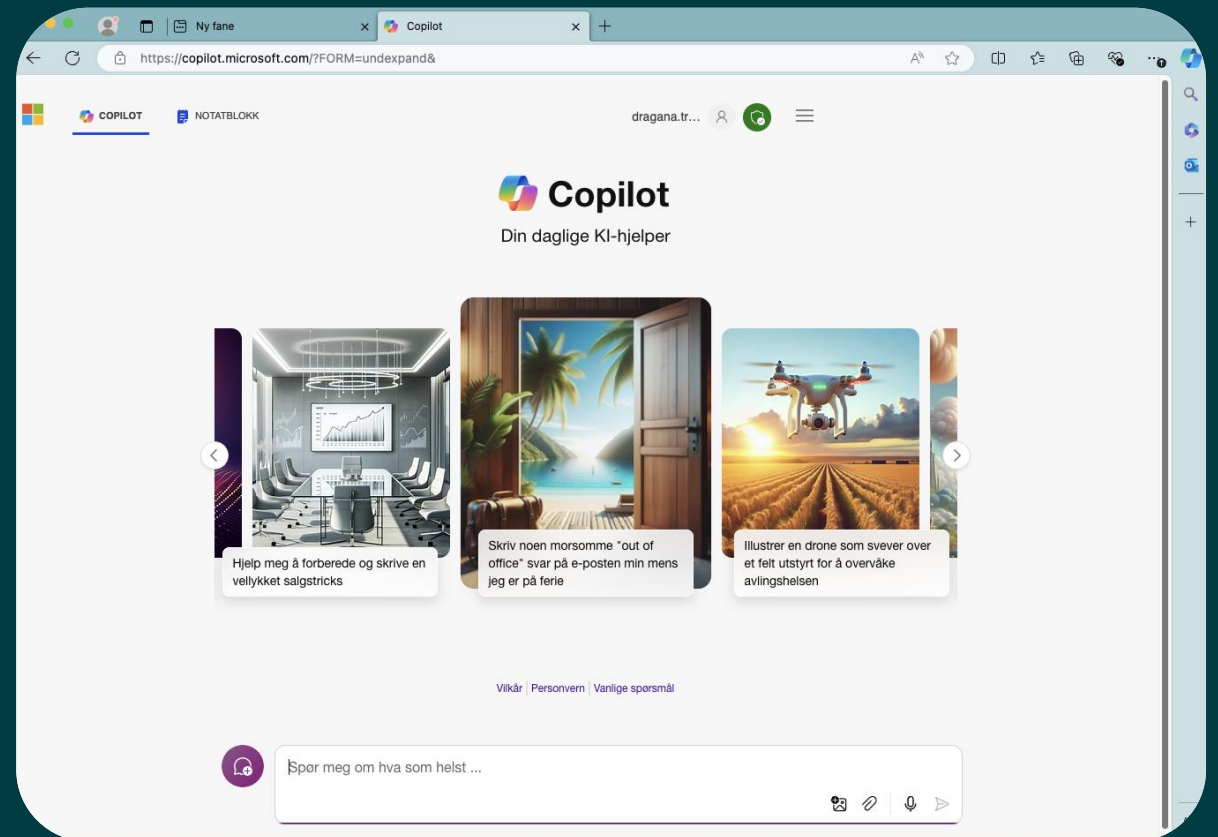 Ny fane
Copilot
https://copilot.microsoft.com/?FORM=undexpand&
COPILOT
NOTATBLOKK
dragana.tr...
Copilot
Din daglige KI-hjelper
Hjelp meg å forberede og skrive en
vellykket salgstricks
Skriv noen morsomme "out of
office" svar på e-posten min mens
jeg er på ferie
Illustrer en drone som svever over
et felt utstyrt for å overvåke
avlingshelsen
Vilkår | Personvern | Vanlige spørsmål
Spør meg om hva som helst ...